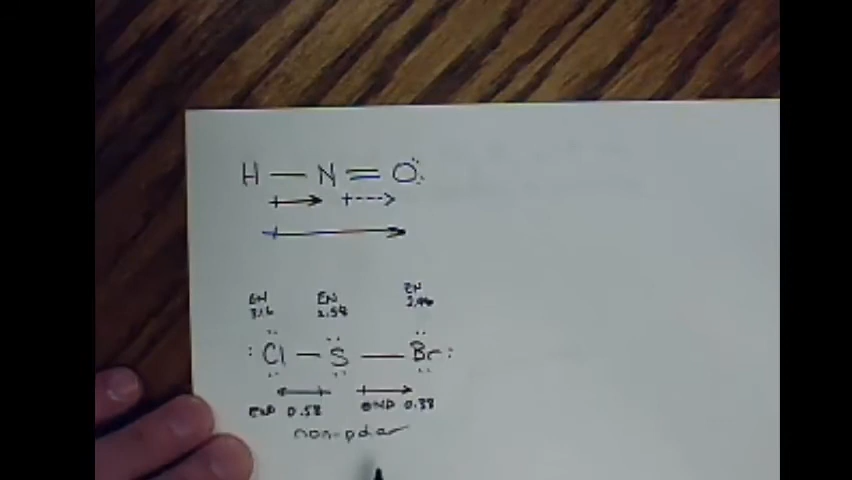 H — N = O:
EN EN EN
3.16 2.58 2.96
:Cl — S — Br:
END 0.58 END 0.38
non-polar